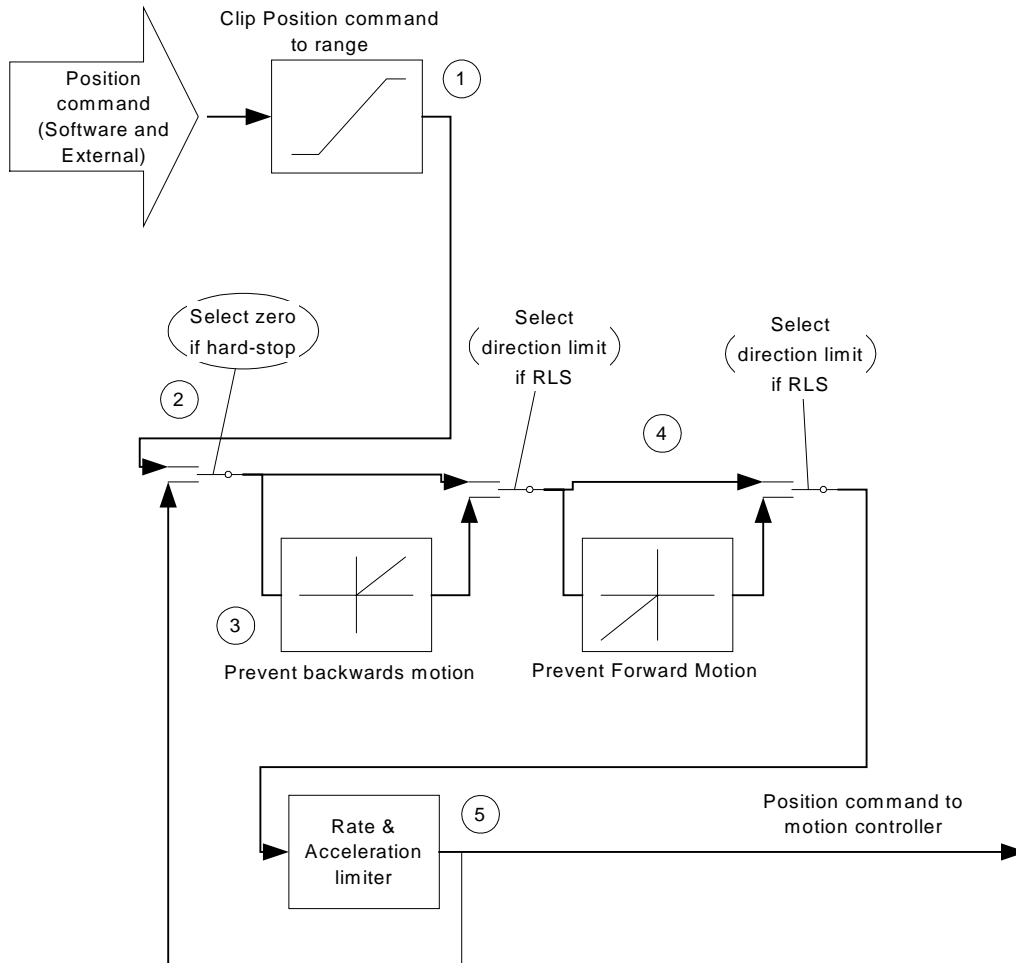 Clip Position command
to range
Position
command
(Software and
External)
1
Select zero
if hard-stop
Select
direction limit
if RLS
Select
direction limit
if RLS
2
4
3
Prevent backwards motion
Prevent Forward Motion
5
Rate &
Acceleration
limiter
Position command to
motion controller